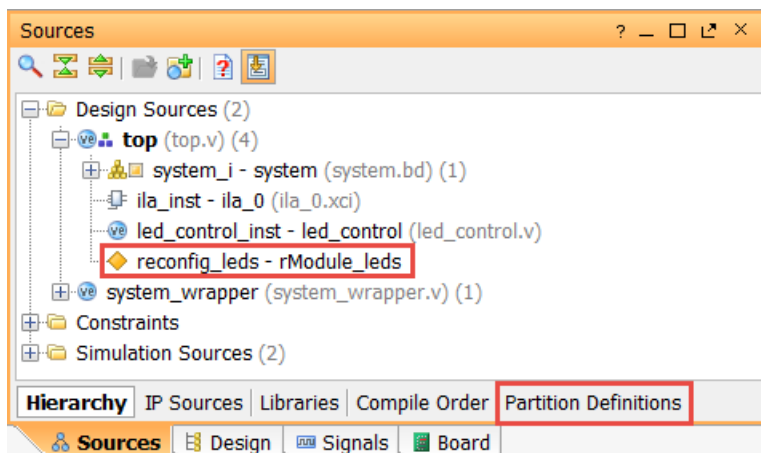 Sources
Design Sources (2)
top (top.v) (4)
system_i - system (system.bd) (1)
ila_inst - ila_0 (ila_0.xci)
led_control_inst - led_control (led_control.v)
reconfig_leds - rModule_leds
system_wrapper (system_wrapper.v) (1)
Constraints
Simulation Sources (2)
Hierarchy IP Sources Libraries Compile Order Partition Definitions
Sources Design Signals Board